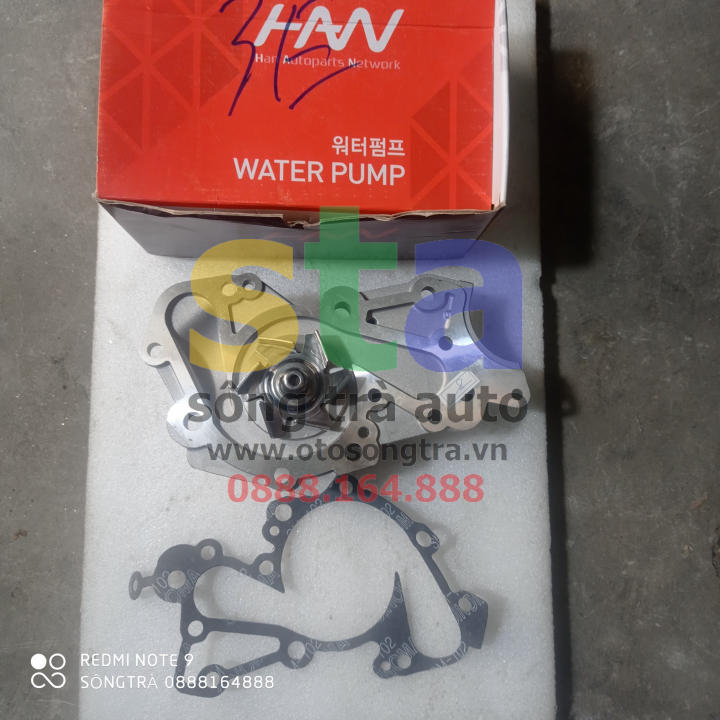 HAN
Han Autoparts Network
워터펌프
WATER PUMP
sta
sông trà auto
www.otosongtra.vn
0888.164.888
REDMI NOTE 9
SÔNGTRÀ 0888164888